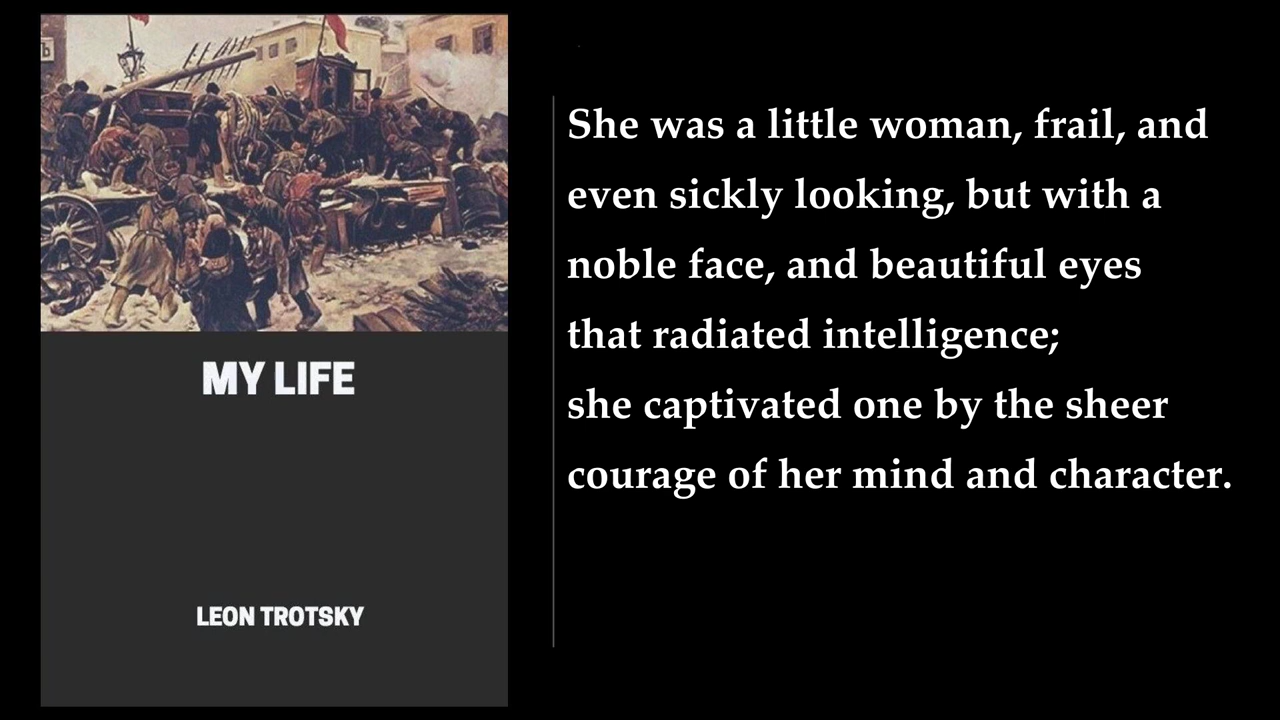 Ъ
MY LIFE
LEON TROTSKY
She was a little woman, frail, and
even sickly looking, but with a
noble face, and beautiful eyes
that radiated intelligence;
she captivated one by the sheer
courage of her mind and character.